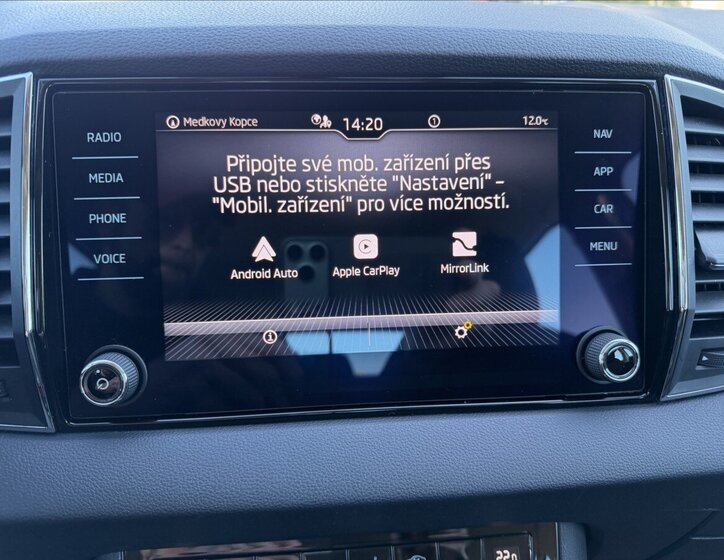 Medkovy Kopce 14:20 1 12.0°C
RADIO
MEDIA
PHONE
VOICE
Připojte své mob. zařízení přes
USB nebo stiskněte "Nastavení" –
"Mobil. zařízení" pro více možností.
Android Auto
Apple CarPlay
MirrorLink
NAV
APP
CAR
MENU
22.0